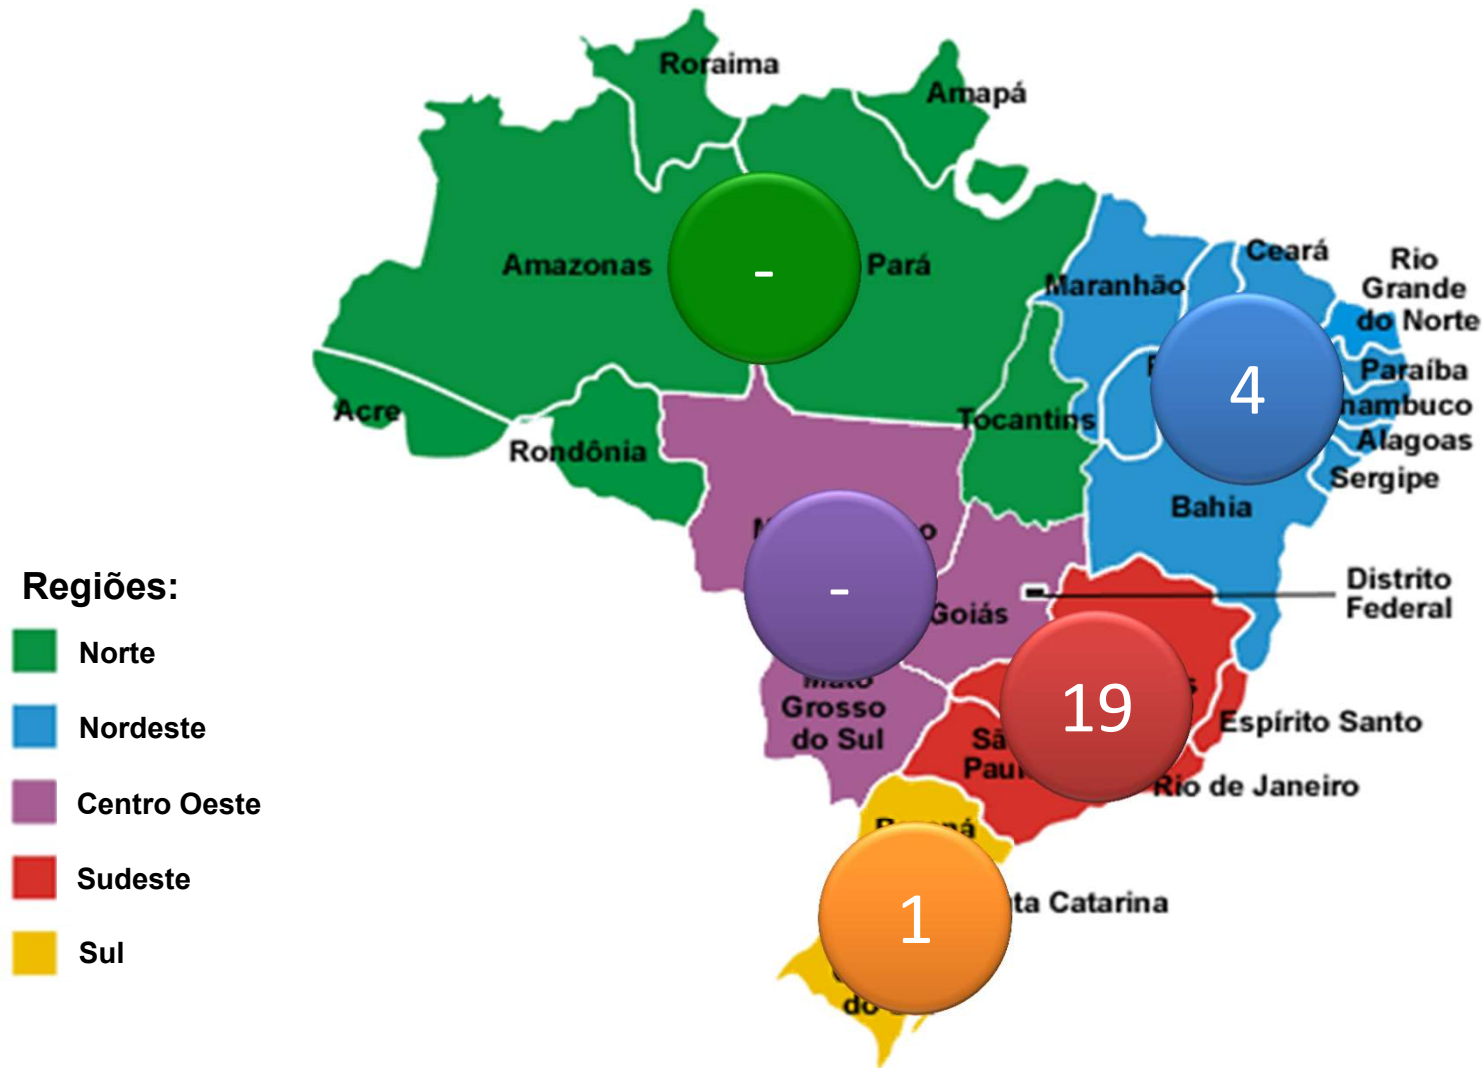 Roraima
Amapá
Amazonas
-
Pará
Ceará
Rio
Grande
do Norte
Maranhão
4
Paraíba
nambuco
Alagoas
Sergipe
Acre
Tocantins
Rondônia
Bahia
-
Goiás
Distrito
Federal
Mato
Grosso
do Sul
19
Espírito Santo
Rio de Janeiro
1
ta Catarina
do
Regiões:
Norte
Nordeste
Centro Oeste
Sudeste
Sul